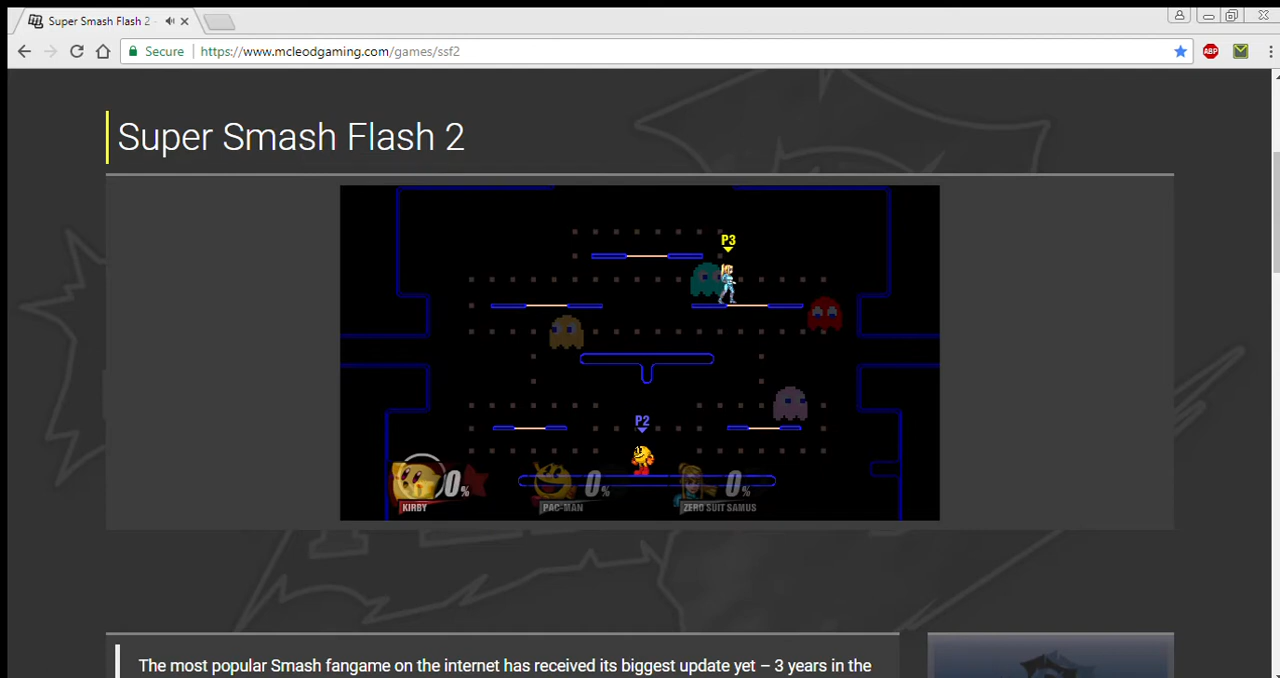 Super Smash Flash 2 -
Secure
https://www.mcleodgaming.com/games/ssf2
ABP
Super Smash Flash 2
P3
P2
0%
0%
0%
KIRBY
PAC-MAN
ZERO SUIT SAMUS
The most popular Smash fangame on the internet has received its biggest update yet – 3 years in the